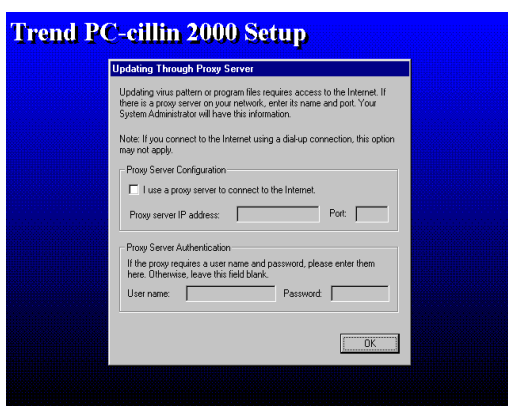 Trend PC-cillin 2000 Setup
Updating Through Proxy Server
Updating virus pattern or program files requires access to the Internet. If
there is a proxy server on your network, enter its name and port. Your
System Administrator will have this information.
Note: If you connect to the Internet using a dial-up connection, this option
may not apply.
Proxy Server Configuration
I use a proxy server to connect to the Internet.
Proxy server IP address: Port:
Proxy Server Authentication
If the proxy requires a user name and password, please enter them
here. Otherwise, leave this field blank.
User name: Password:
OK